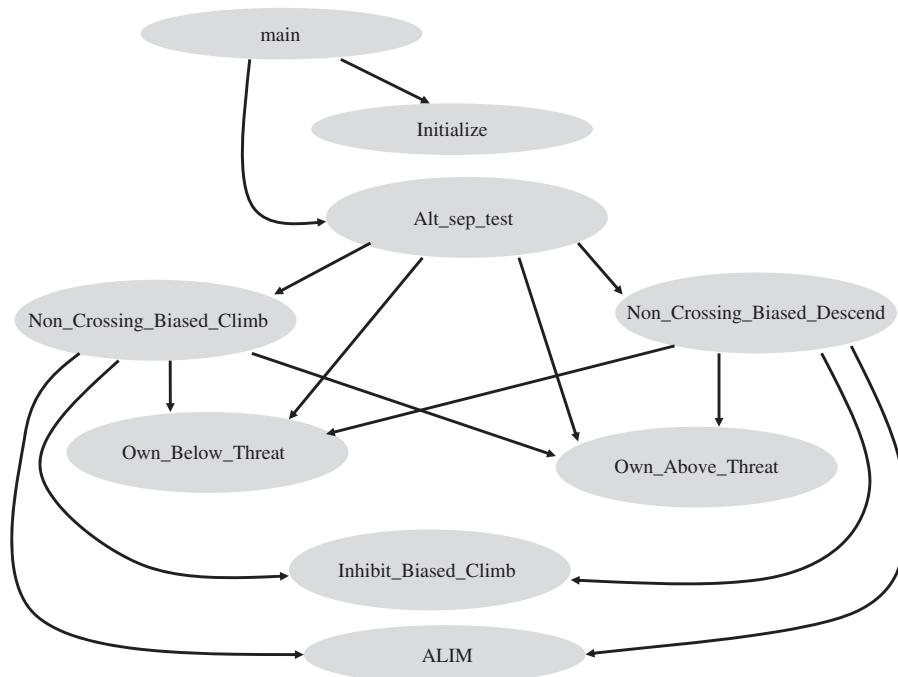 main
Initialize
Alt_sep_test
Non_Crossing_Biased_Climb
Non_Crossing_Biased_Descend
Own_Below_Threat
Own_Above_Threat
Inhibit_Biased_Climb
ALIM